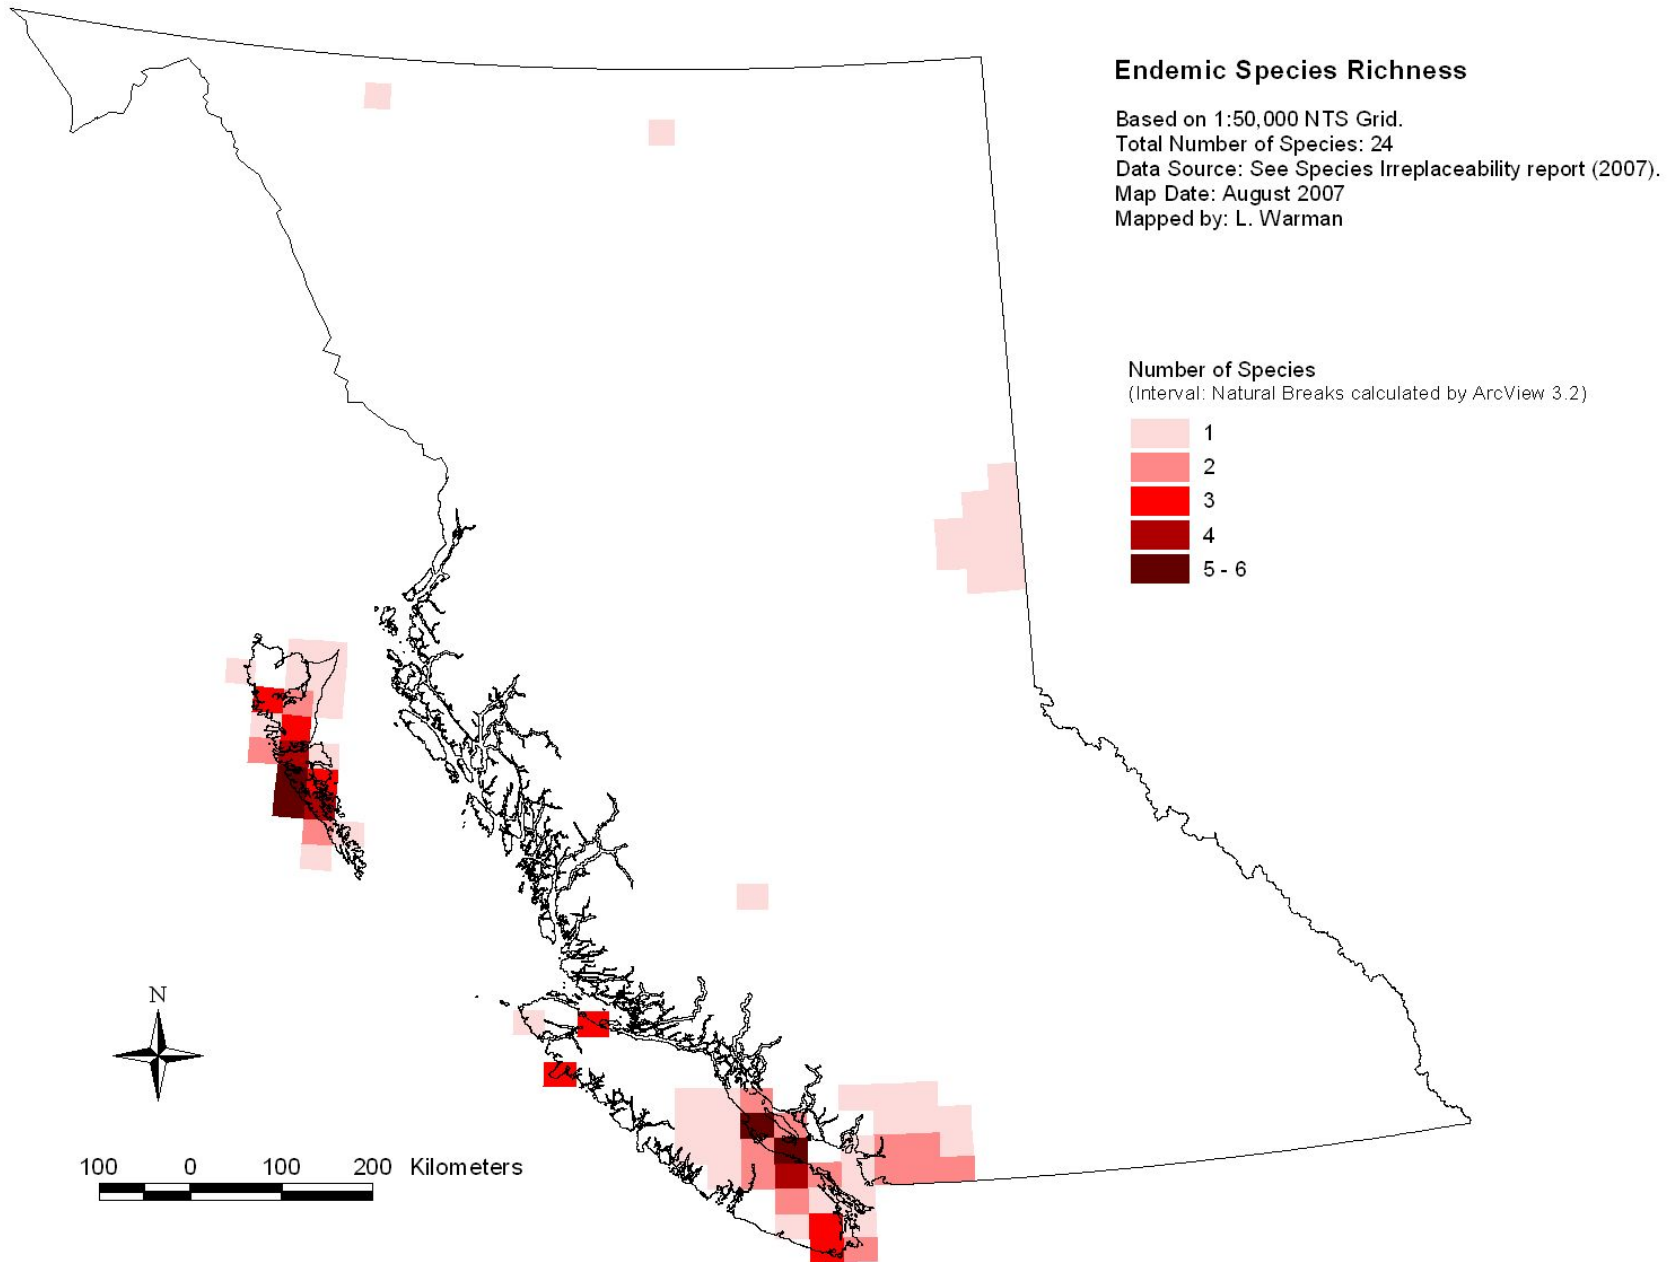 Endemic Species Richness
Based on 1:50,000 NTS Grid.
Total Number of Species: 24
Data Source: See Species Irreplaceability report (2007).
Map Date: August 2007
Mapped by: L. Warman
Number of Species
(Interval: Natural Breaks calculated by ArcView 3.2)
1
2
3
4
5 - 6
N
100 0 100 200 Kilometers